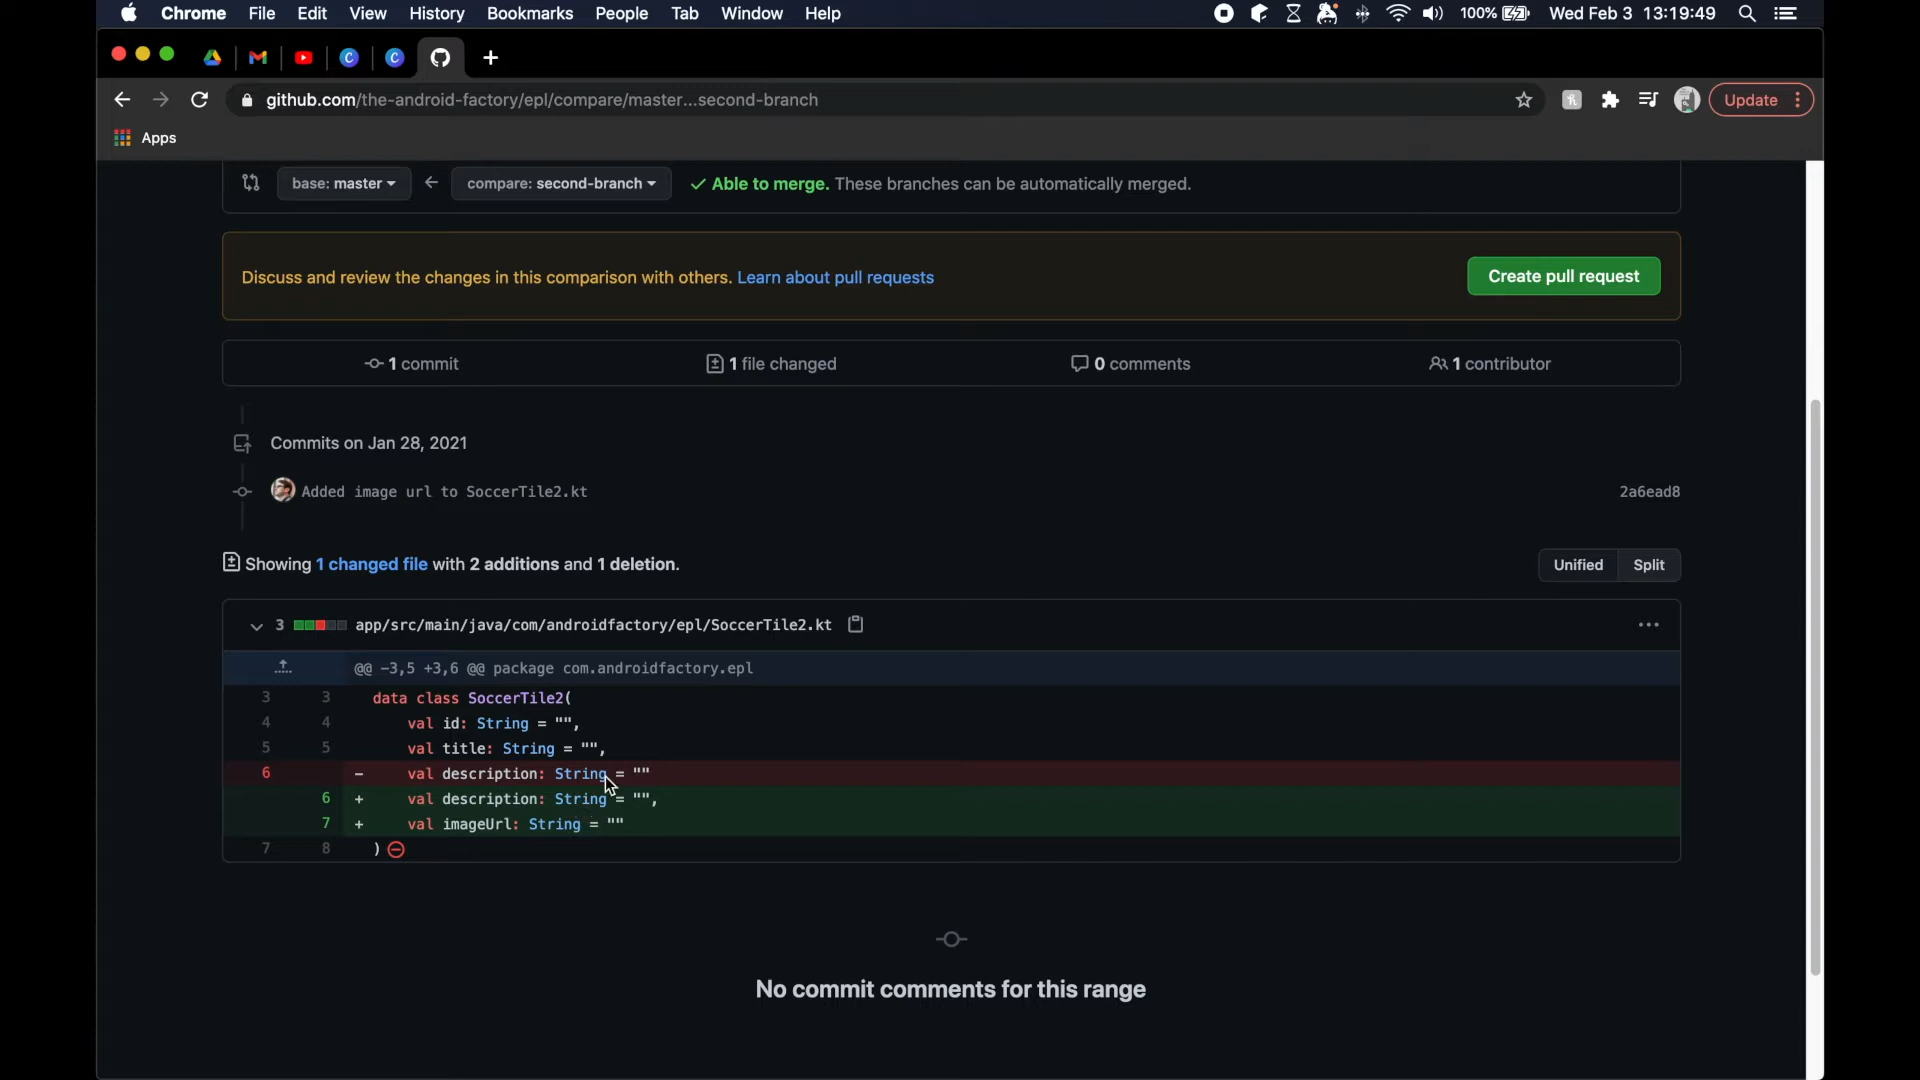 Chrome File Edit View History Bookmarks People Tab Window Help 100% Wed Feb 3 13:19:49
github.com/the-android-factory/epl/compare/master...second-branch Update
Apps
base: master compare: second-branch Able to merge. These branches can be automatically merged.
Discuss and review the changes in this comparison with others. Learn about pull requests Create pull request
1 commit 1 file changed 0 comments 1 contributor
Commits on Jan 28, 2021
Added image url to SoccerTile2.kt 2a6ead8
Showing 1 changed file with 2 additions and 1 deletion. Unified Split
3 app/src/main/java/com/androidfactory/epl/SoccerTile2.kt
@@ -3,5 +3,6 @@ package com.androidfactory.epl
3 3 data class SoccerTile2(
4 4 val id: String = "",
5 5 val title: String = "",
6 - val description: String = ""
6 + val description: String = "",
7 + val imageUrl: String = ""
7 8 )
No commit comments for this range